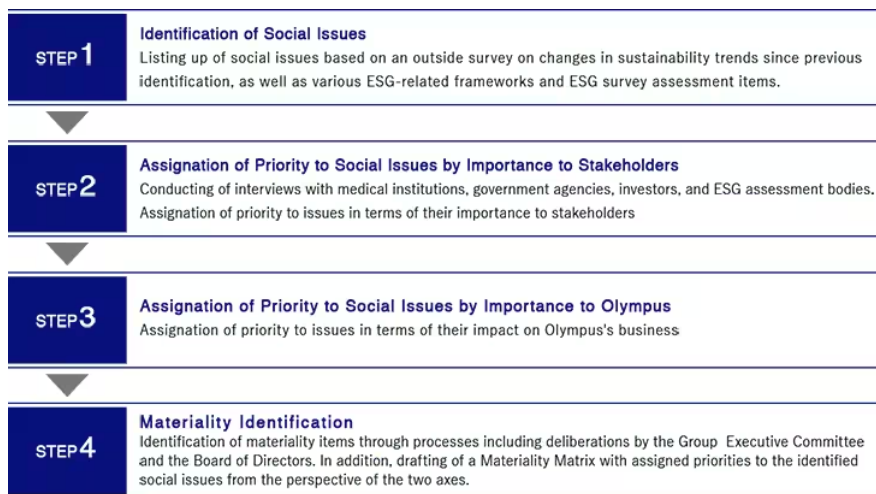 STEP1
Identification of Social Issues
Listing up of social issues based on an outside survey on changes in sustainability trends since previous
identification, as well as various ESG-related frameworks and ESG survey assessment items.
STEP2
Assignation of Priority to Social Issues by Importance to Stakeholders
Conducting of interviews with medical institutions, government agencies, investors, and ESG assessment bodies.
Assignation of priority to issues in terms of their importance to stakeholders
STEP3
Assignation of Priority to Social Issues by Importance to Olympus
Assignation of priority to issues in terms of their impact on Olympus's business
STEP4
Materiality Identification
Identification of materiality items through processes including deliberations by the Group Executive Committee
and the Board of Directors. In addition, drafting of a Materiality Matrix with assigned priorities to the identified
social issues from the perspective of the two axes.